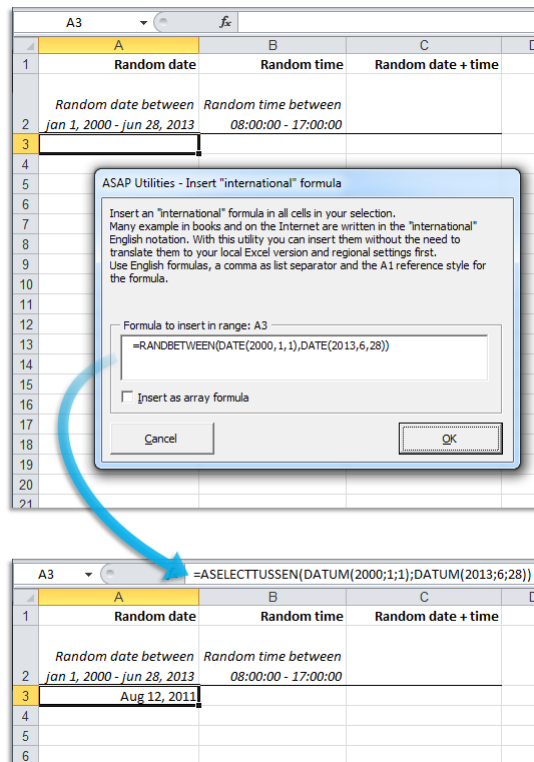 A3 fx
A B C D
1 Random date Random time Random date + time
Random date between Random time between
2 jan 1, 2000 - jun 28, 2013 08:00:00 - 17:00:00
3
4
5
6
7
8
9
10
11
12
13
14
15
16
17
18
19
20
21
ASAP Utilities - Insert "international" formula
Insert an "international" formula in all cells in your selection.
Many example in books and on the Internet are written in the "international"
English notation. With this utility you can insert them without the need to
translate them to your local Excel version and regional settings first.
Use English formulas, a comma as list separator and the A1 reference style for
the formula.
Formula to insert in range: A3
=RANDBETWEEN(DATE(2000,1,1),DATE(2013,6,28))
Insert as array formula
Cancel OK
A3 =ASELECTTUSSEN(DATUM(2000;1;1);DATUM(2013;6;28))
A B C D
1 Random date Random time Random date + time
Random date between Random time between
2 jan 1, 2000 - jun 28, 2013 08:00:00 - 17:00:00
3 Aug 12, 2011
4
5
6